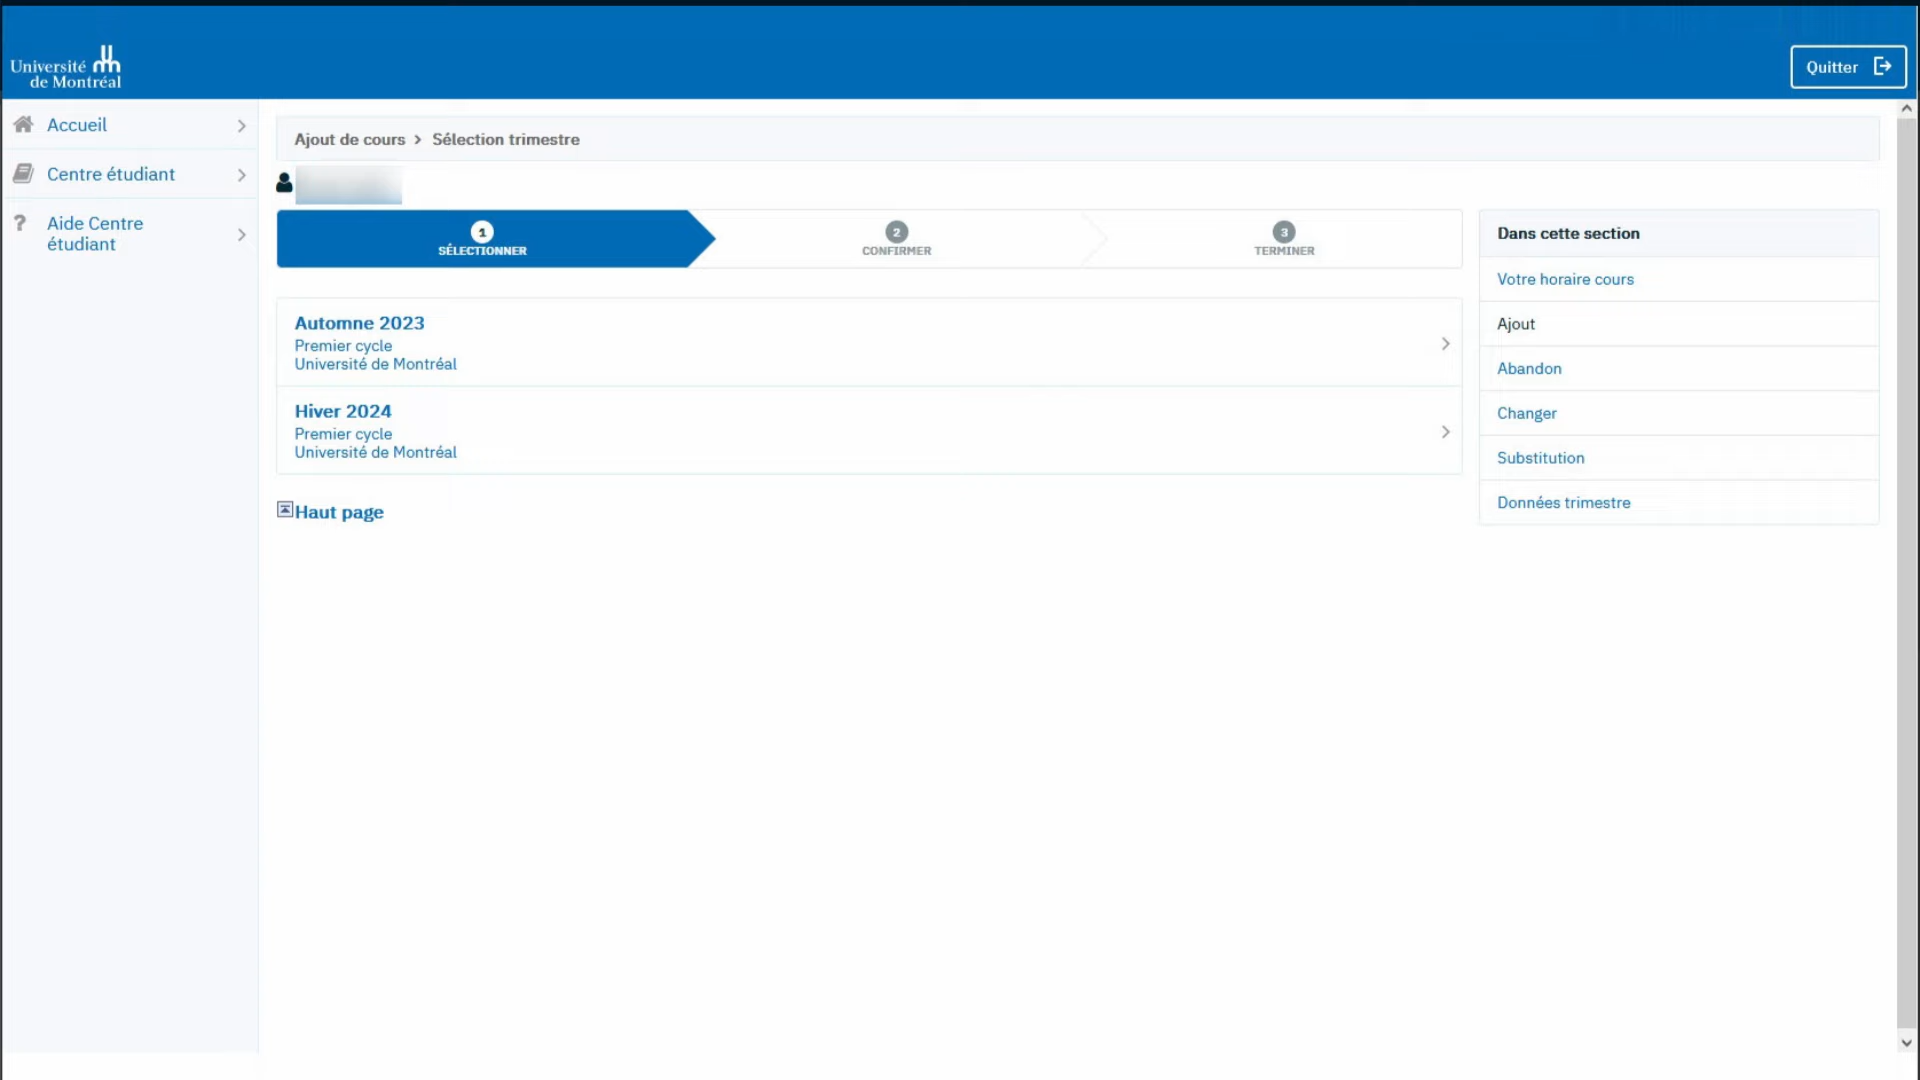 Université
de Montréal
Quitter
Accueil
Centre étudiant
? Aide Centre
étudiant
Ajout de cours > Sélection trimestre
1
SÉLECTIONNER
2
CONFIRMER
3
TERMINER
Automne 2023
Premier cycle
Université de Montréal
Hiver 2024
Premier cycle
Université de Montréal
Haut page
Dans cette section
Votre horaire cours
Ajout
Abandon
Changer
Substitution
Données trimestre